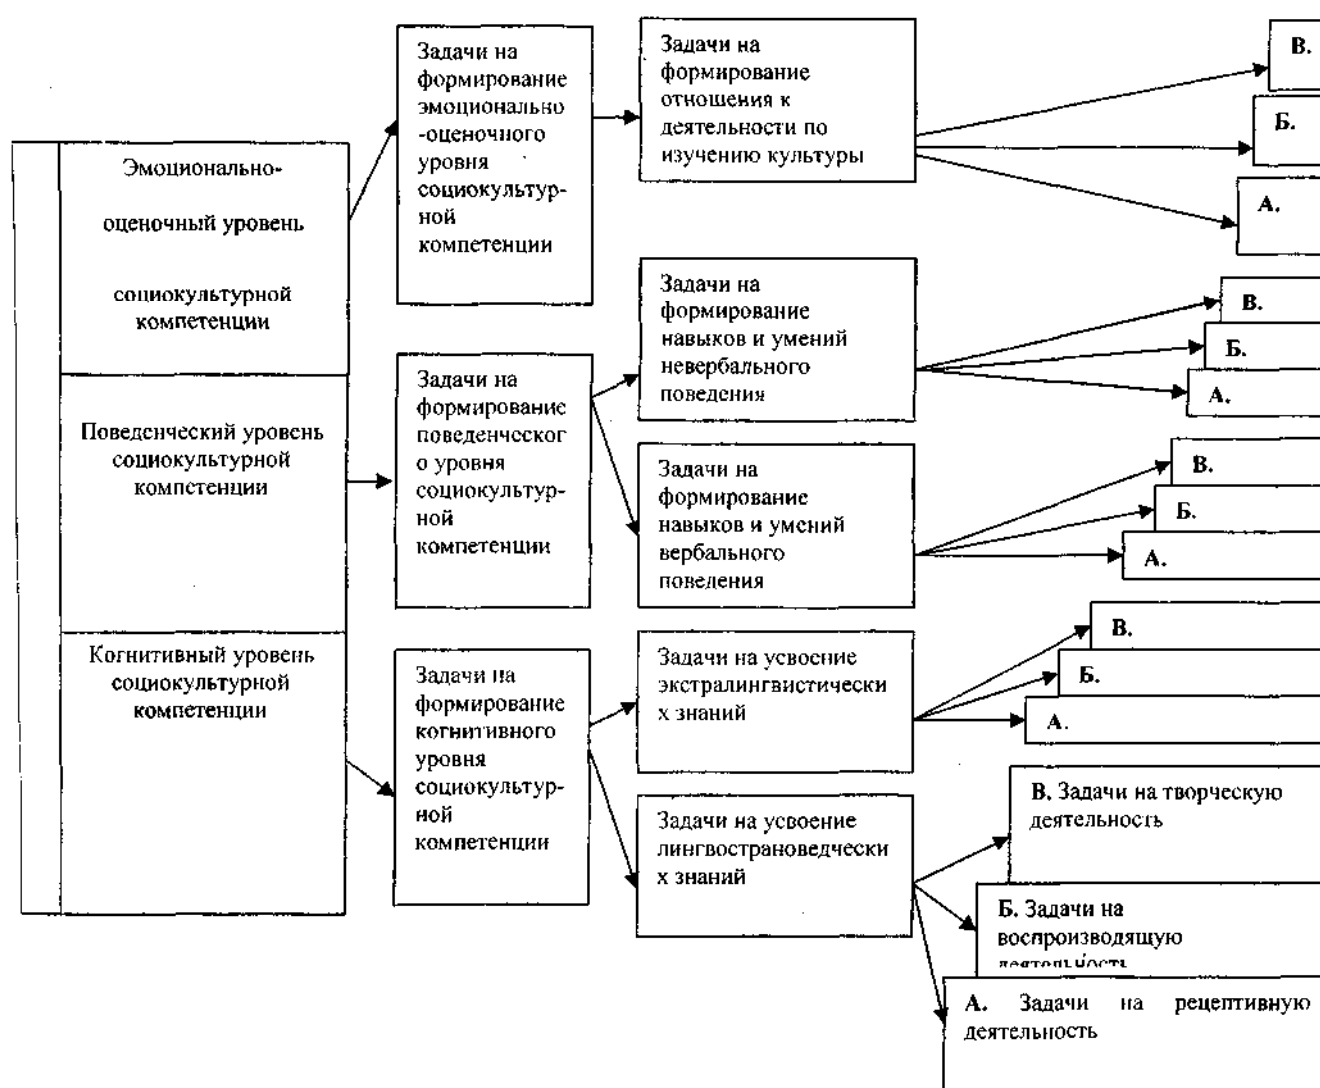 Эмоционально-
оценочный уровень
социокультурной
компетенции
Поведенческий уровень
социокультурной
компетенции
Когнитивный уровень
социокультурной
компетенции
Задачи на
формирование
эмоционально
-оценочного
уровня
социокультур-
ной
компетенции
Задачи на
формирование
поведенческог
о уровня
социокультур-
ной
компетенции
Задачи на
формирование
когнитивного
уровня
социокультур-
ной
компетенции
Задачи на
формирование
отношения к
деятельности по
изучению культуры
Задачи на
формирование
навыков и умений
невербального
поведения
Задачи на
формирование
навыков и умений
вербального
поведения
Задачи на усвоение
экстралингвистически
х знаний
Задачи на усвоение
лингвострановедчески
х знаний
В.
Б.
А.
В.
Б.
А.
В.
Б.
А.
В.
Б.
А.
В. Задачи на творческую
деятельность
Б. Задачи на
воспроизводящую
деятельность
А. Задачи на рецептивную
деятельность